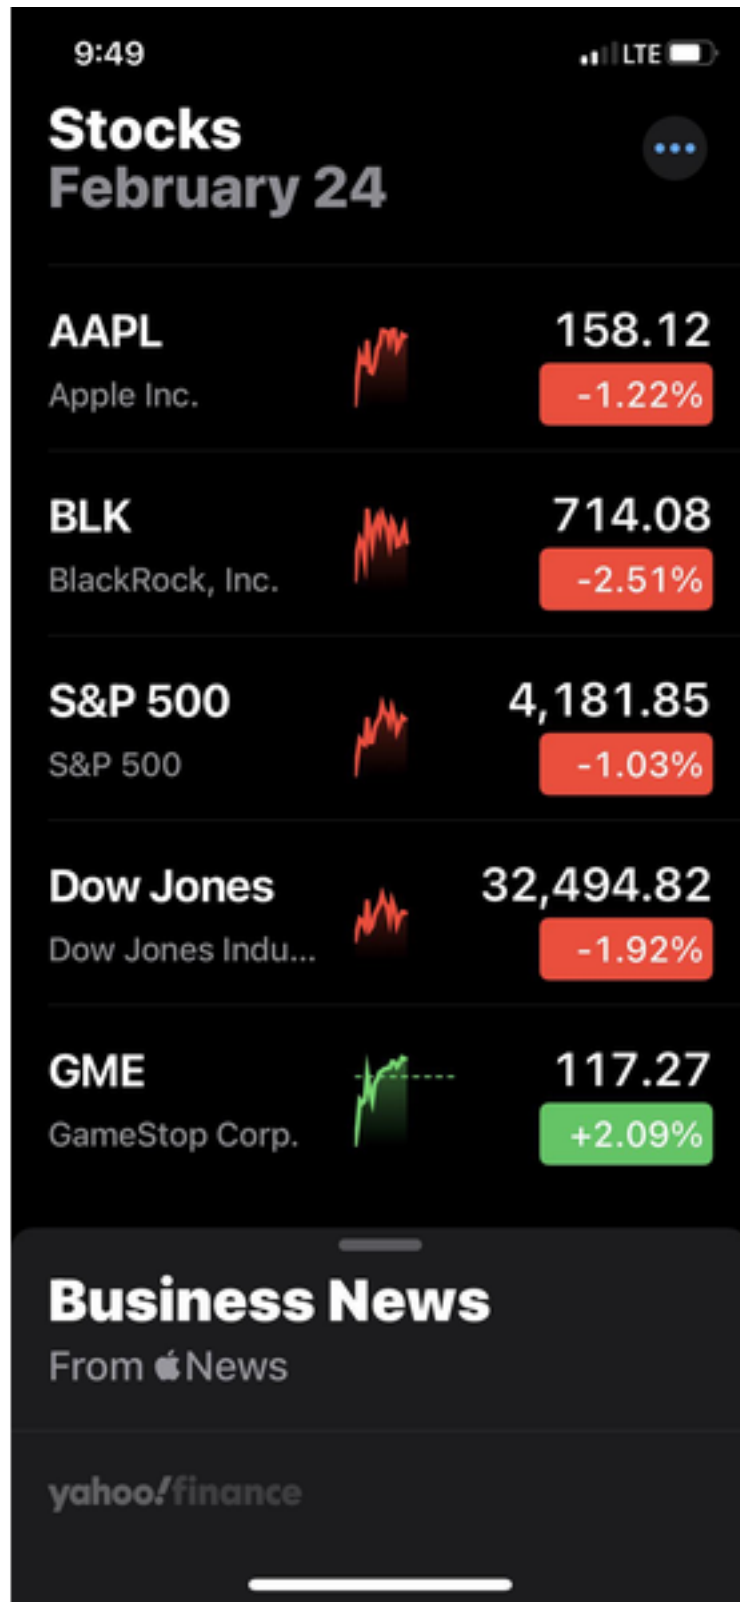 9:49 LTE
Stocks
February 24
AAPL 158.12
Apple Inc. -1.22%
BLK 714.08
BlackRock, Inc. -2.51%
S&P 500 4,181.85
S&P 500 -1.03%
Dow Jones 32,494.82
Dow Jones Indu... -1.92%
GME 117.27
GameStop Corp. +2.09%
Business News
From News
yahoo!finance